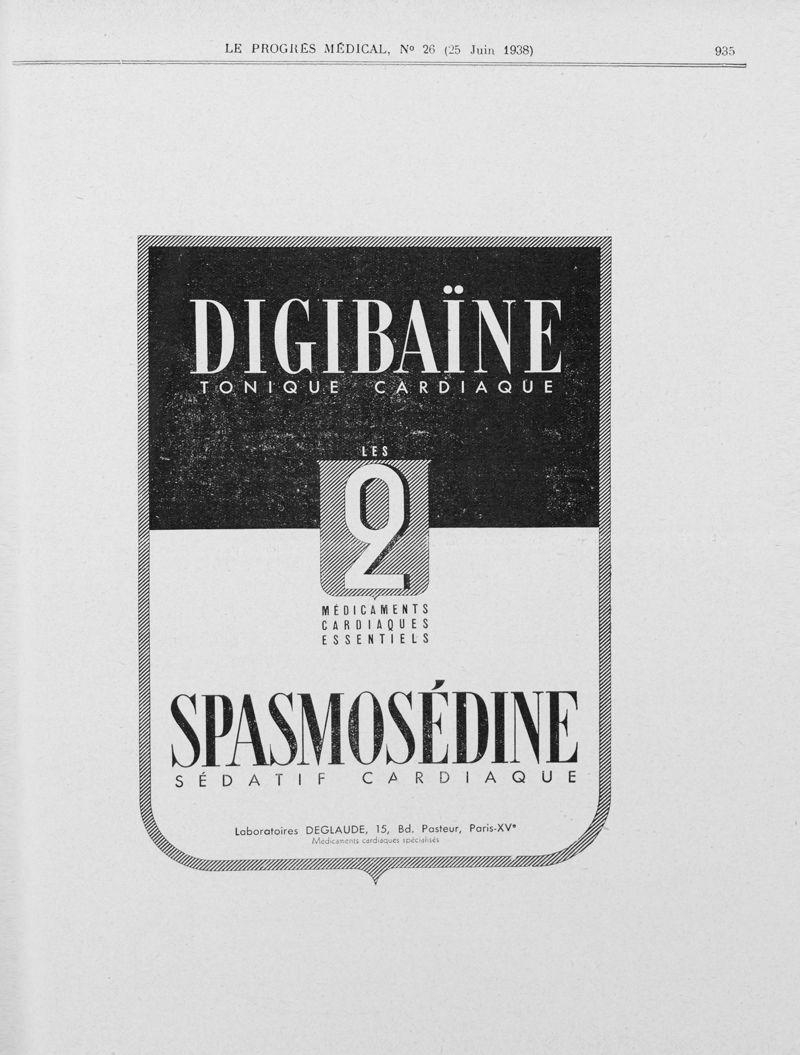 LE PROGRÈS MÉDICAL, Nº 26 (25 Juin 1938) 935
DIGIBAÏNE
TONIQUE CARDIAQUE
LES
2
MÉDICAMENTS
CARDIAQUES
ESSENTIELS
SPASMOSÉDINE
SÉDATIF CARDIAQUE
Laboratoires DEGLAUDE, 15, Bd. Pasteur, Paris-XVᵉ
Médicaments cardiaques spécialisés